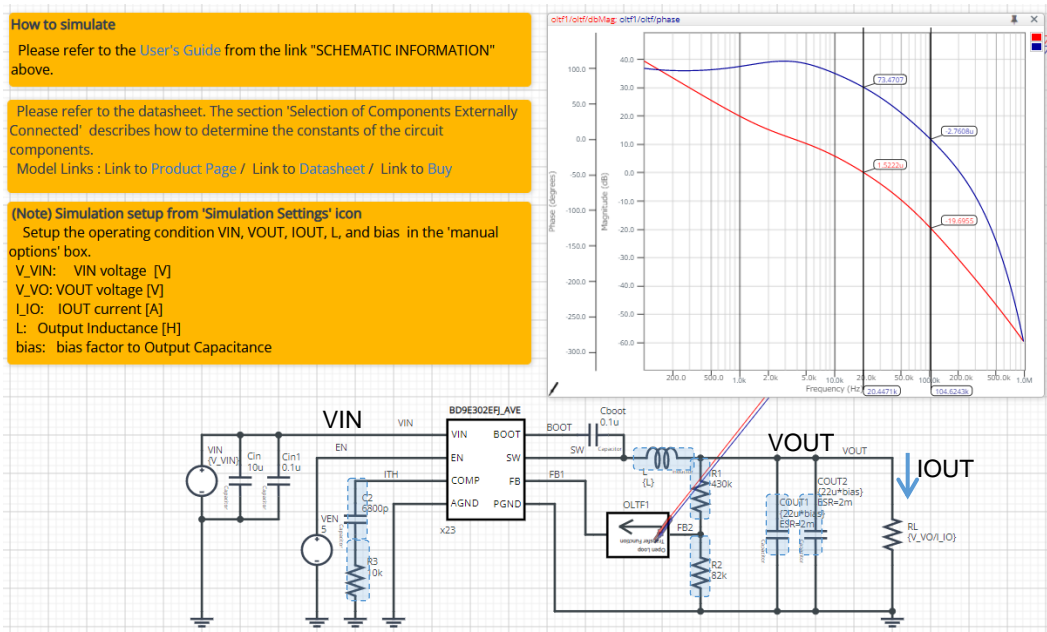 How to simulate
Please refer to the User's Guide from the link "SCHEMATIC INFORMATION"
above.
Please refer to the datasheet. The section 'Selection of Components Externally
Connected' describes how to determine the constants of the circuit
components.
Model Links : Link to Product Page / Link to Datasheet / Link to Buy
(Note) Simulation setup from 'Simulation Settings' icon
Setup the operating condition VIN, VOUT, IOUT, L, and bias in the 'manual
options' box.
V_VIN: VIN voltage [V]
V_VO: VOUT voltage [V]
I_IO: IOUT current [A]
L: Output Inductance [H]
bias: bias factor to Output Capacitance
oltf1/oltf/dbMag; oltf1/oltf/phase
Phase (degrees)
100.0
50.0
0.0
-50.0
-100.0
-150.0
-200.0
-250.0
-300.0
Magnitude (dB)
40.0
30.0
20.0
10.0
0.0
-10.0
-20.0
-30.0
-40.0
-50.0
-60.0
73.4707
-2.7608u
1.5222u
-19.6955
200.0
500.0
1.0k
2.0k
5.0k
10.0k
20.0k
50.0k
100.0k
200.0k
500.0k
1.0M
Frequency (Hz)
20.4471k
104.6243k
VIN
{V_VIN}
Cin
10u
Capacitor
Cin1
0.1u
Capacitor
VIN
VIN
EN
ITH
VEN
5
C2
6800p
Capacitor
R3
10k
BD9E302EFJ_AVE
VIN
EN
COMP
AGND
BOOT
SW
FB
PGND
x23
BOOT
Cboot
0.1u
Capacitor
SW
FB1
L
{L}
OLTF1
Open Loop
Transfer Function
FB2
R1
430k
R2
82k
VOUT
VOUT
COUT1
{22u*bias}
ESR=2m
Capacitor
COUT2
{22u*bias}
ESR=2m
IOUT
RL
{V_VO/I_IO}